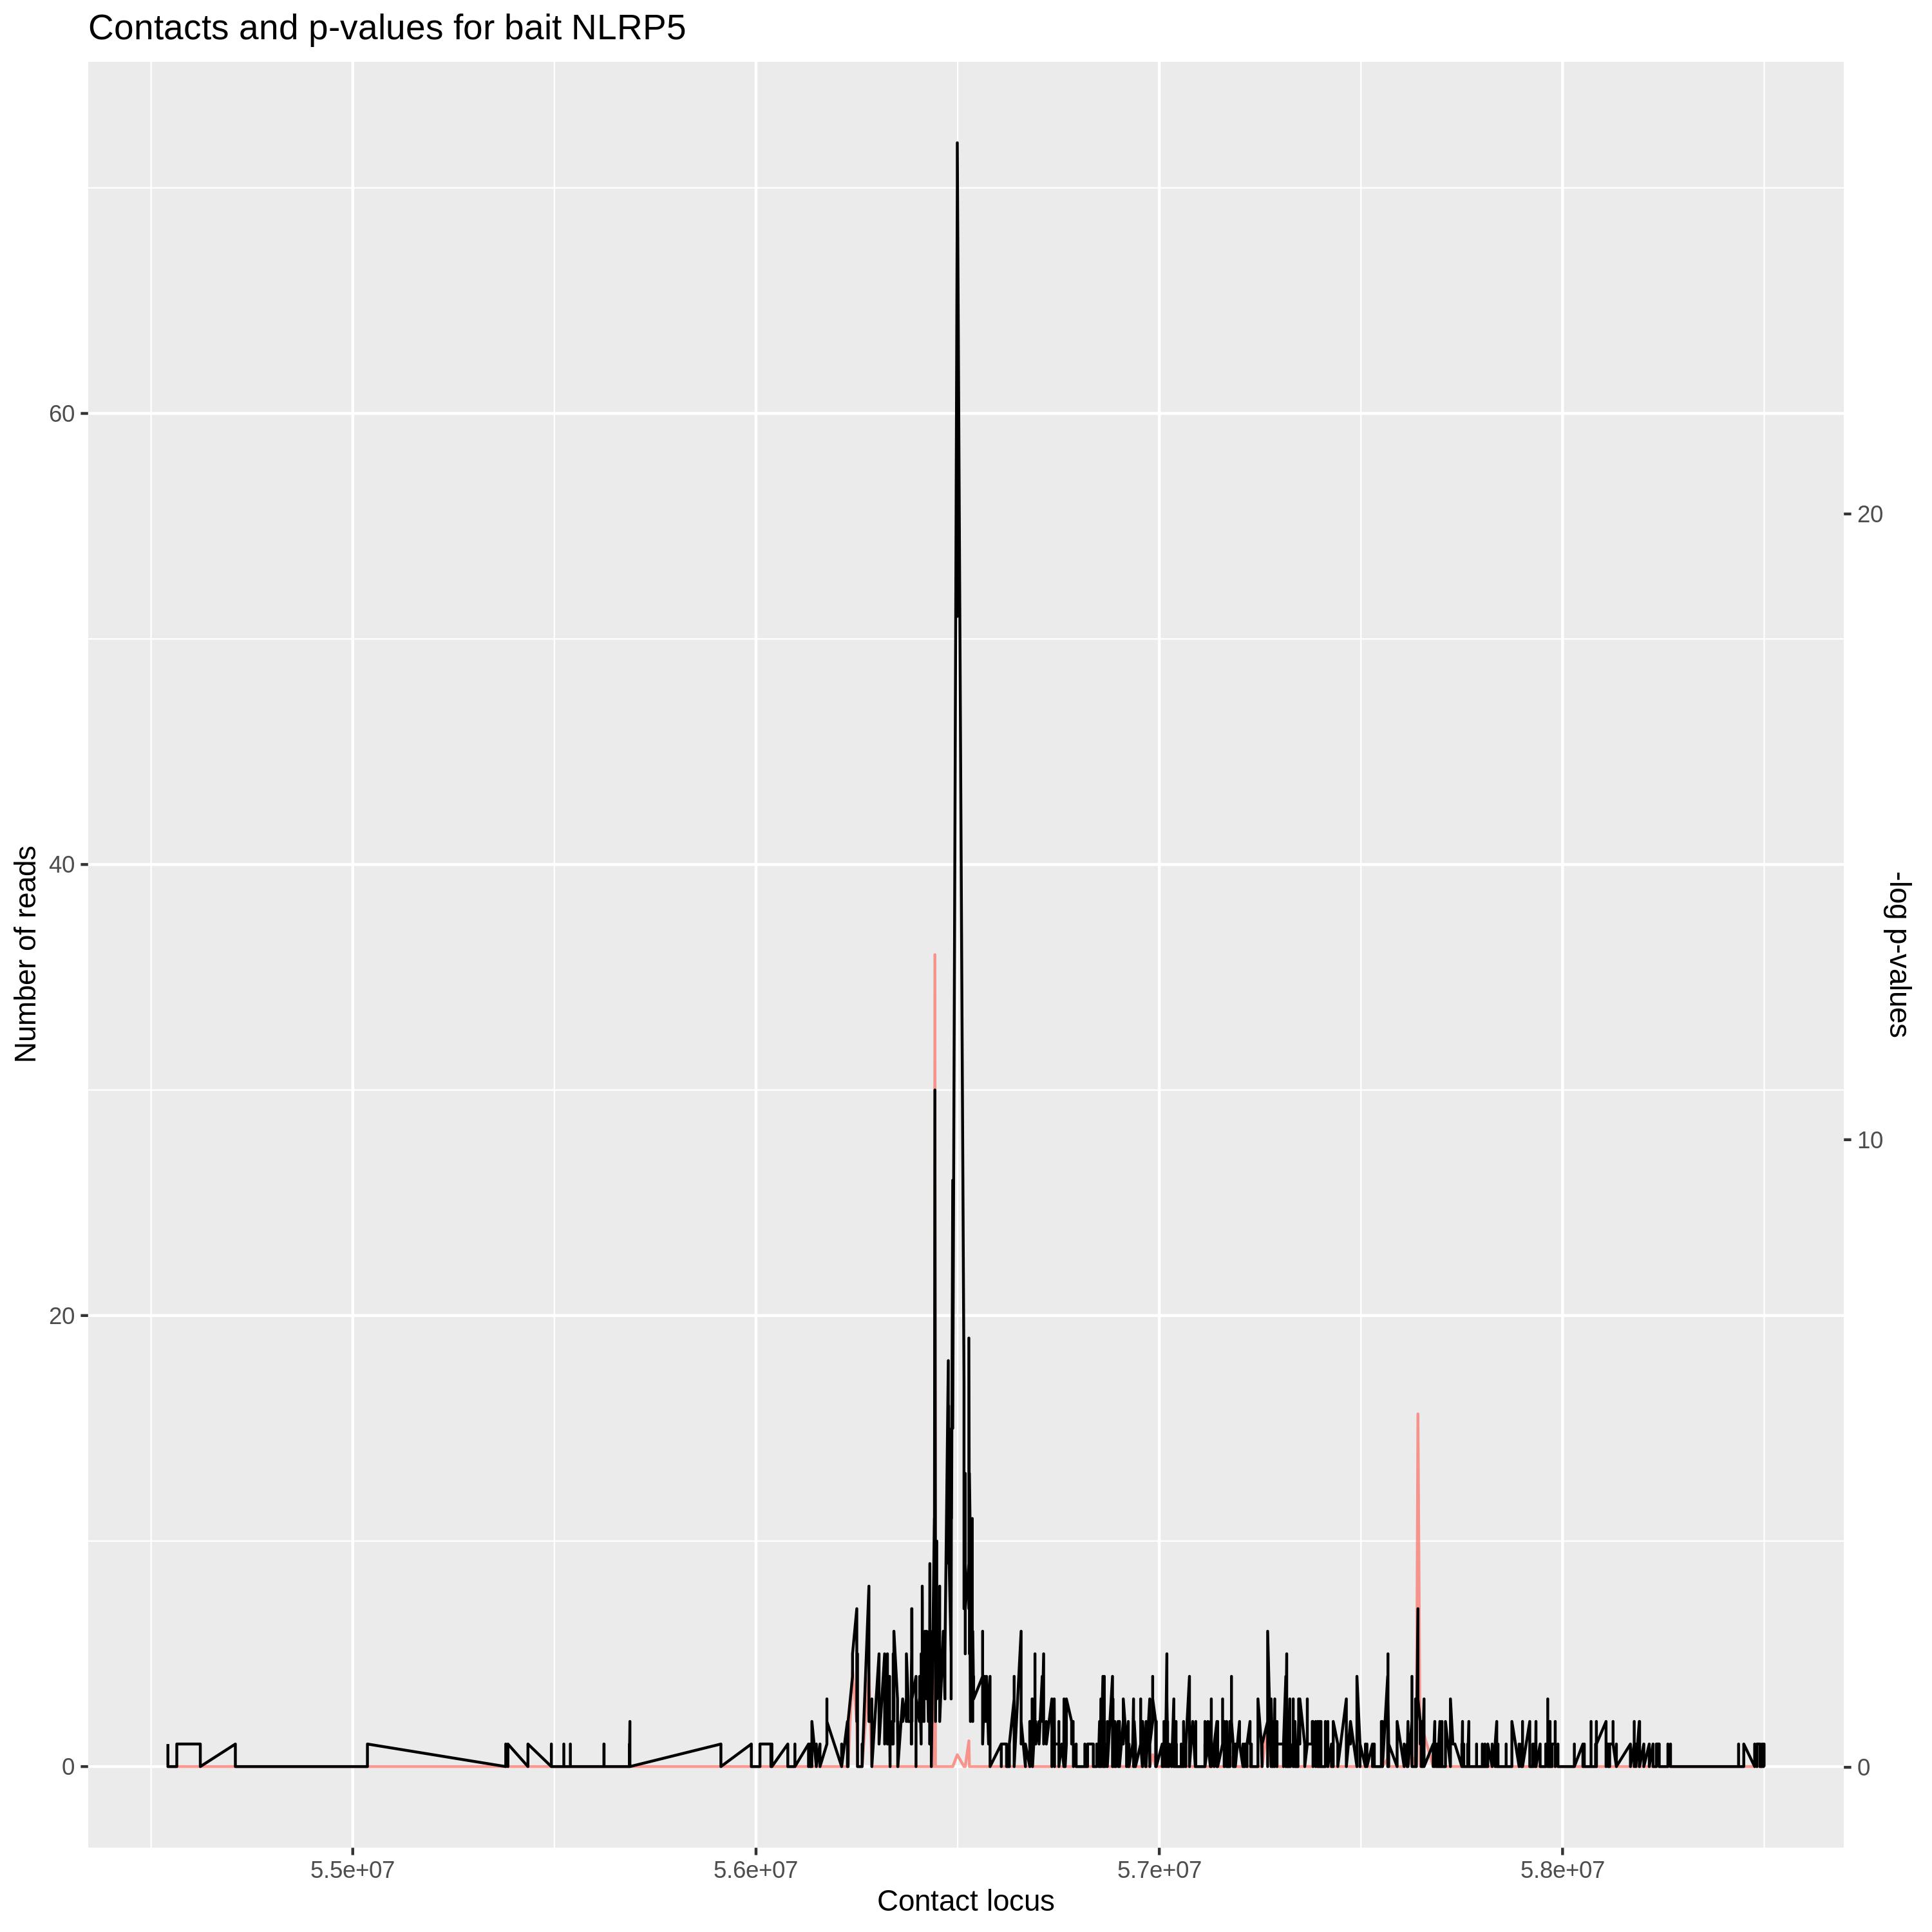 Contacts and p-values for bait NLRP5
Number of reads
60
40
20
0
20
10
0
-log p-values
5.5e+07
5.6e+07
5.7e+07
5.8e+07
Contact locus